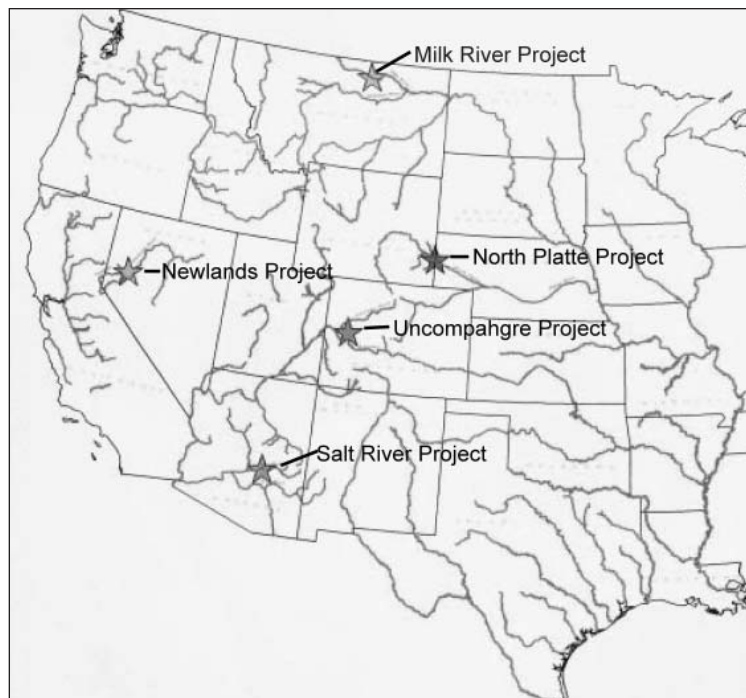 Milk River Project
North Platte Project
Newlands Project
Uncompahgre Project
Salt River Project